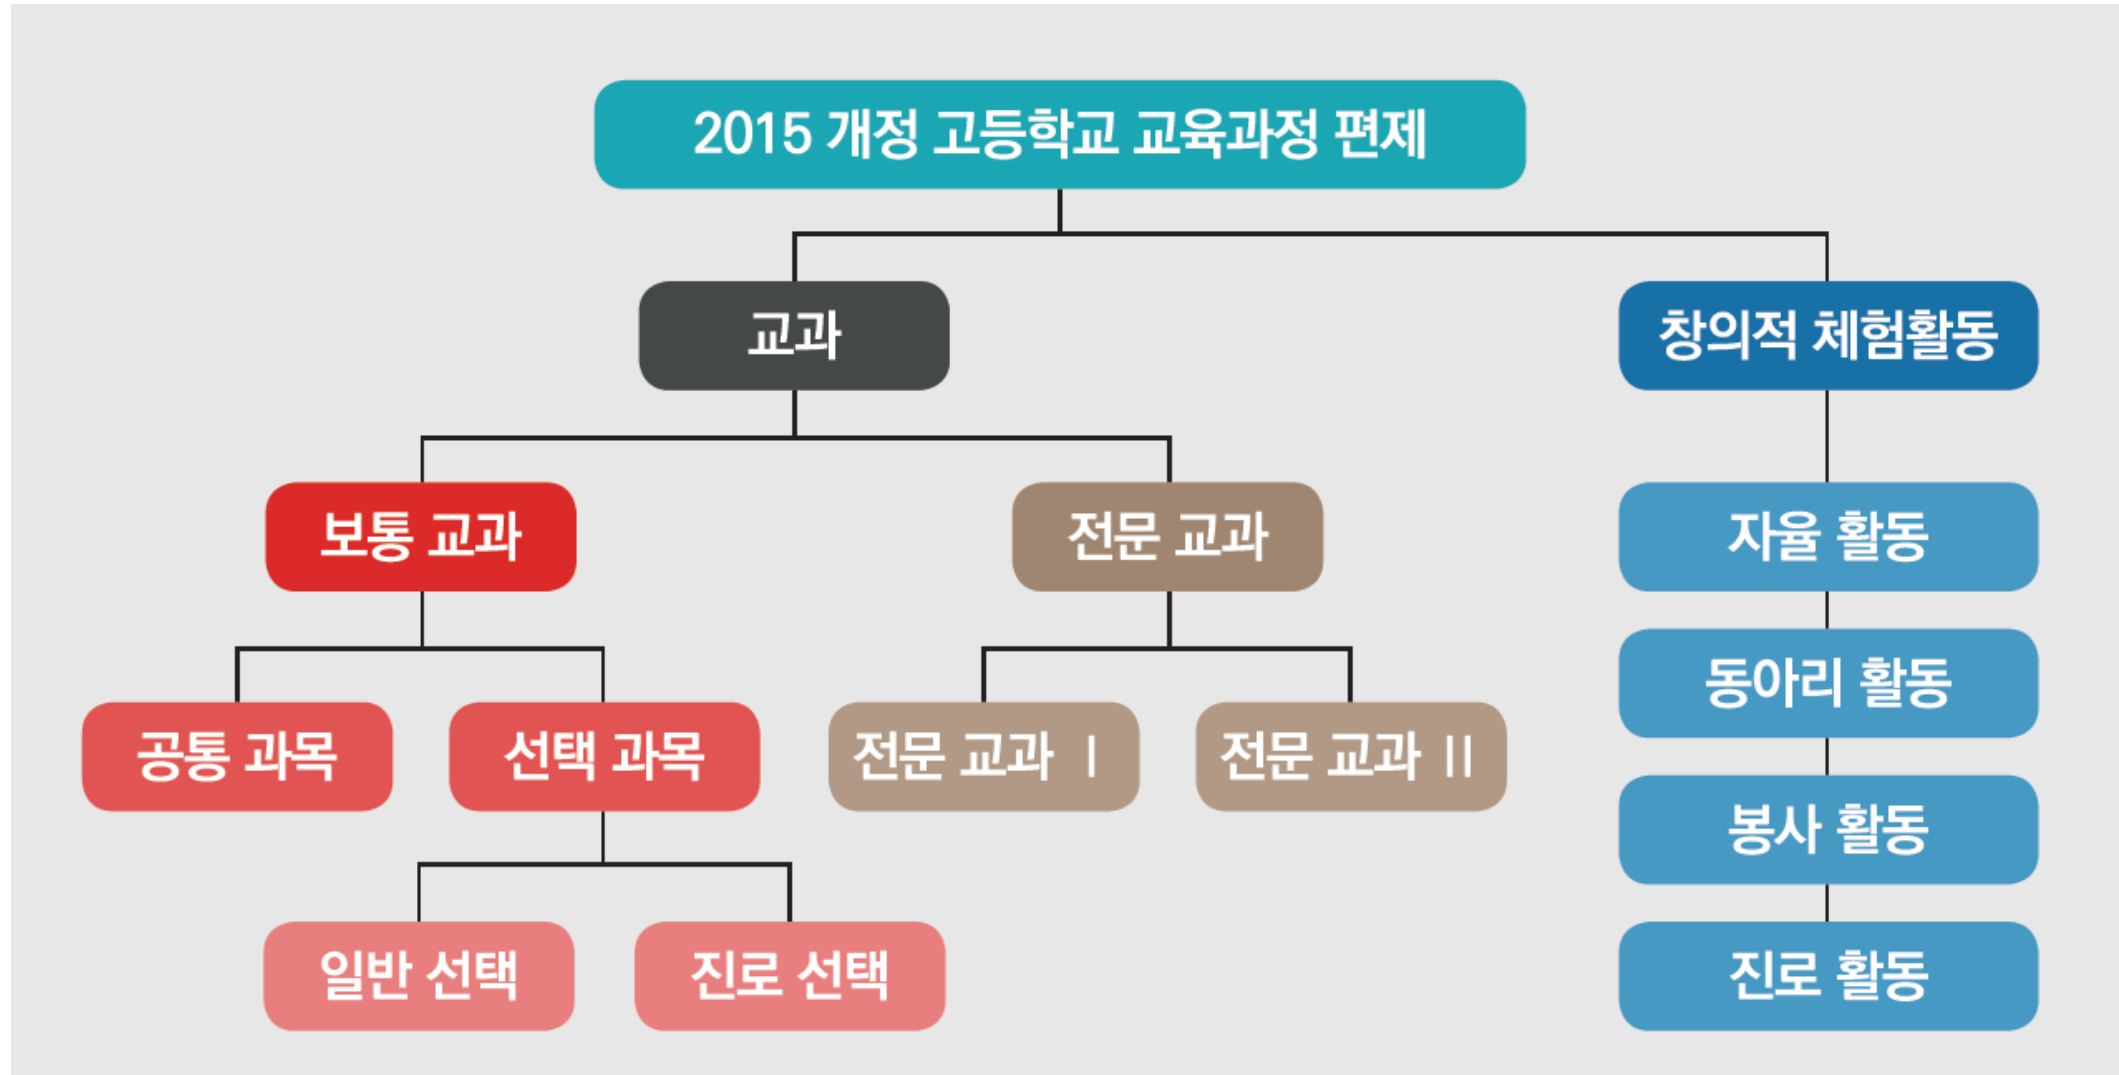 2015 개정 고등학교 교육과정 편제
교과
창의적 체험활동
보통 교과
전문 교과
자율 활동
동아리 활동
공통 과목
선택 과목
전문 교과 Ⅰ
전문 교과 Ⅱ
봉사 활동
일반 선택
진로 선택
진로 활동